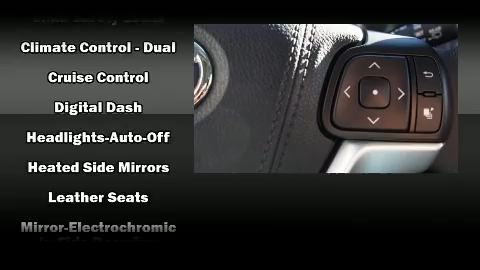 Climate Control - Dual
Cruise Control
Digital Dash
Headlights-Auto-Off
Heated Side Mirrors
Leather Seats
Mirror-Electrochromic